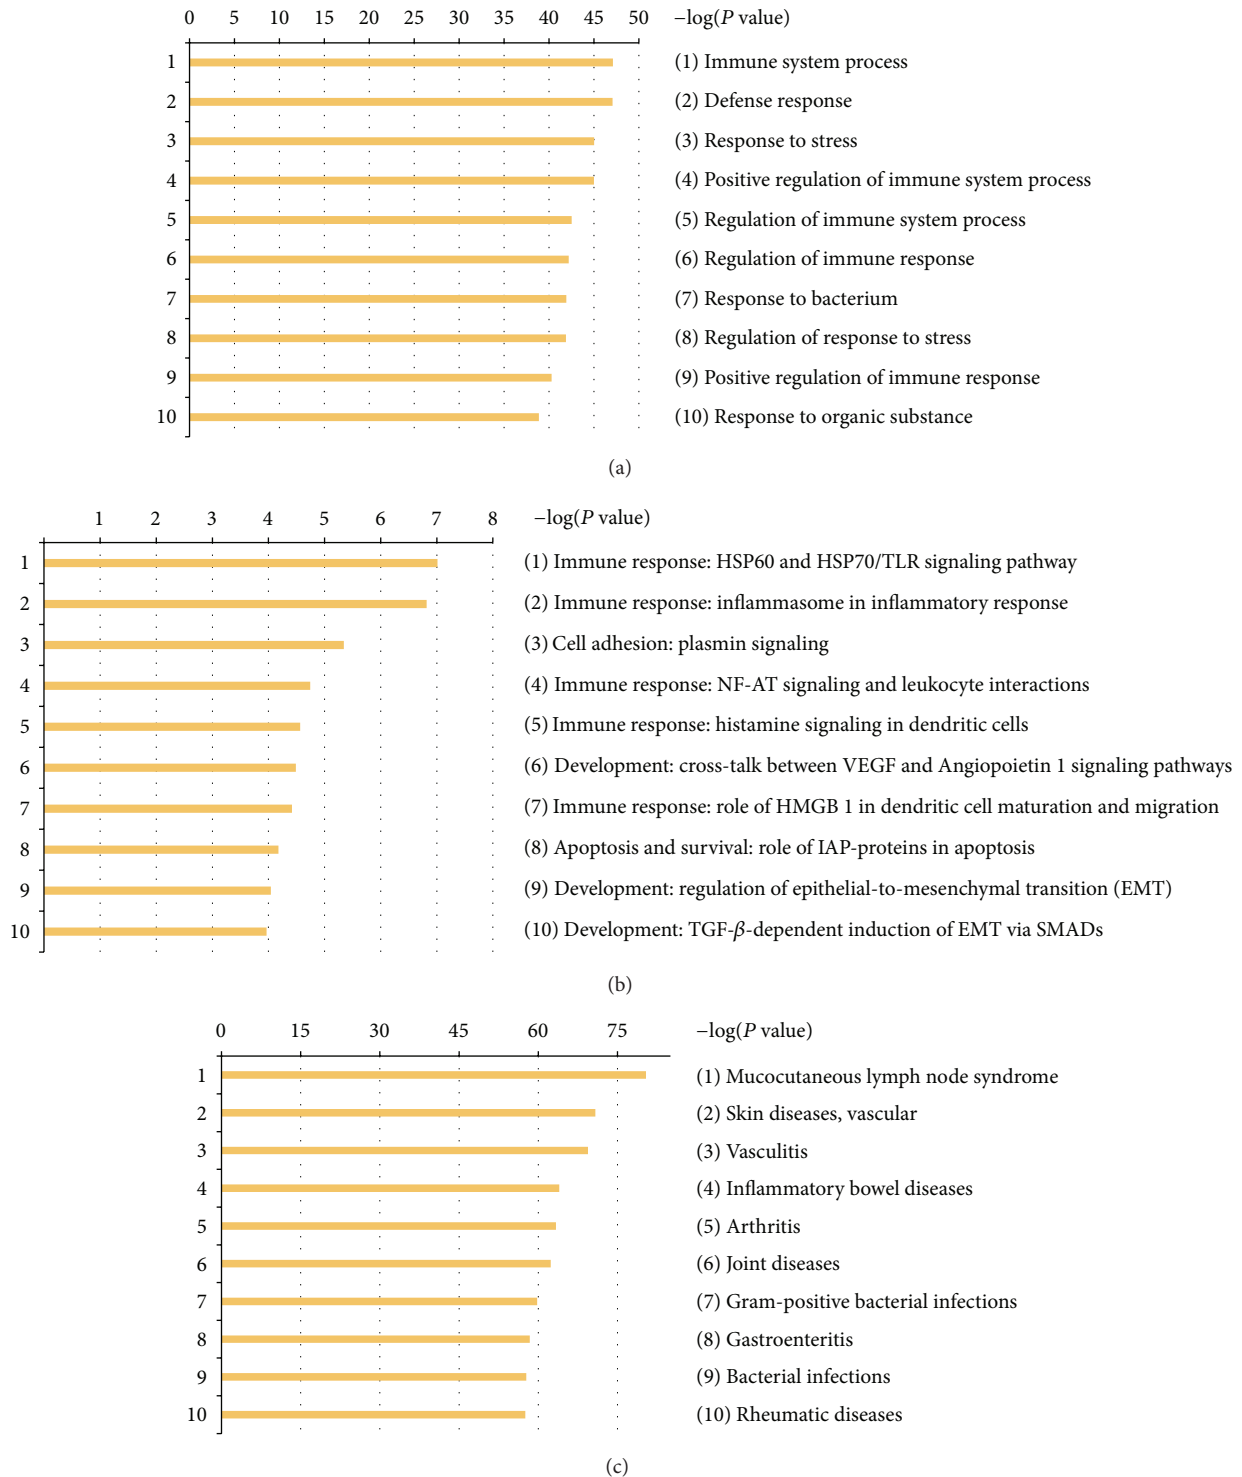 0 5 10 15 20 25 30 35 40 45 50 −log(P value)
1 (1) Immune system process
2 (2) Defense response
3 (3) Response to stress
4 (4) Positive regulation of immune system process
5 (5) Regulation of immune system process
6 (6) Regulation of immune response
7 (7) Response to bacterium
8 (8) Regulation of response to stress
9 (9) Positive regulation of immune response
10 (10) Response to organic substance
(a)
1 2 3 4 5 6 7 8 −log(P value)
1 (1) Immune response: HSP60 and HSP70/TLR signaling pathway
2 (2) Immune response: inflammasome in inflammatory response
3 (3) Cell adhesion: plasmin signaling
4 (4) Immune response: NF-AT signaling and leukocyte interactions
5 (5) Immune response: histamine signaling in dendritic cells
6 (6) Development: cross-talk between VEGF and Angiopoietin 1 signaling pathways
7 (7) Immune response: role of HMGB 1 in dendritic cell maturation and migration
8 (8) Apoptosis and survival: role of IAP-proteins in apoptosis
9 (9) Development: regulation of epithelial-to-mesenchymal transition (EMT)
10 (10) Development: TGF-β-dependent induction of EMT via SMADs
(b)
0 15 30 45 60 75 −log(P value)
1 (1) Mucocutaneous lymph node syndrome
2 (2) Skin diseases, vascular
3 (3) Vasculitis
4 (4) Inflammatory bowel diseases
5 (5) Arthritis
6 (6) Joint diseases
7 (7) Gram-positive bacterial infections
8 (8) Gastroenteritis
9 (9) Bacterial infections
10 (10) Rheumatic diseases
(c)